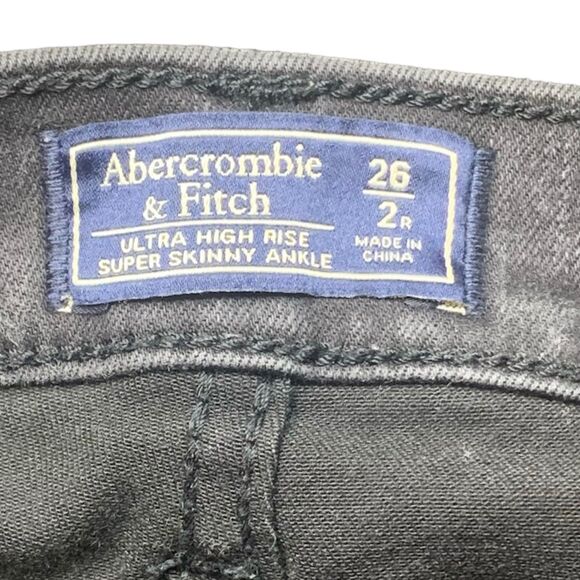 Abercrombie
& Fitch
ULTRA HIGH RISE
SUPER SKINNY ANKLE
26
2R
MADE IN
CHINA